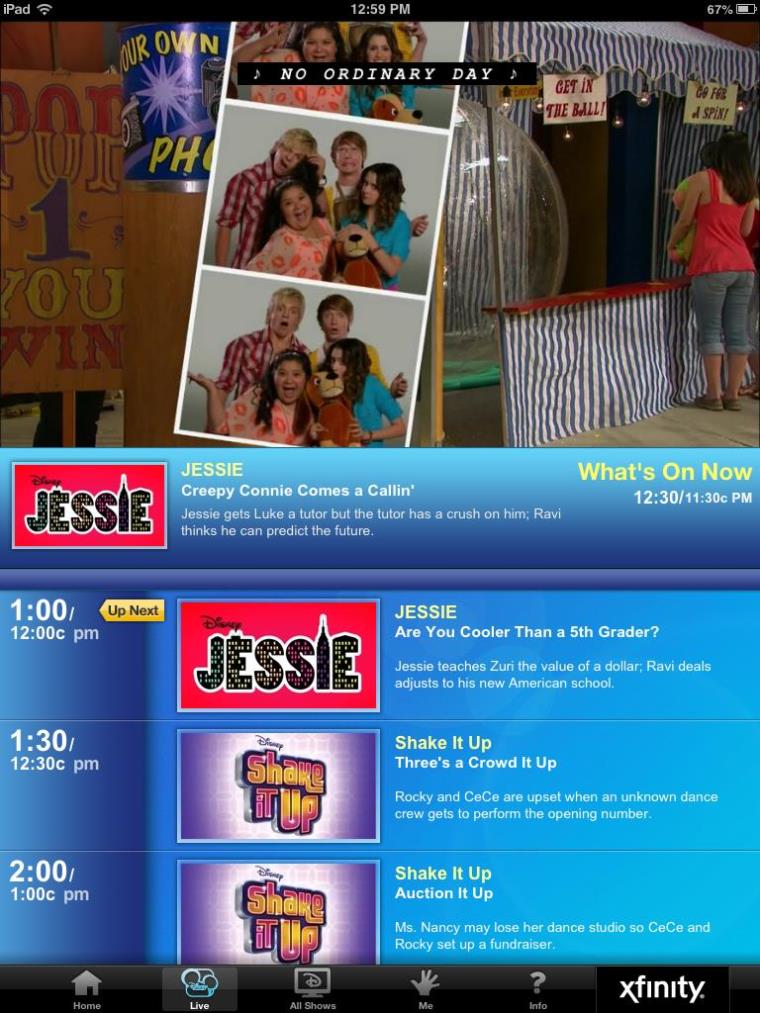 iPad
12:59 PM
67%
YOUR OWN
♪ NO ORDINARY DAY ♪
GET IN
THE BALL!
GO FOR
A SPIN!
POP
1
YOU
WIN
JESSIE
What's On Now
Disney
JESSIE
Creepy Connie Comes a Callin'
12:30/11:30c PM
Jessie gets Luke a tutor but the tutor has a crush on him; Ravi
thinks he can predict the future.
1:00/
12:00c pm
Up Next
Disney
JESSIE
JESSIE
Are You Cooler Than a 5th Grader?
Jessie teaches Zuri the value of a dollar; Ravi deals
adjusts to his new American school.
1:30/
12:30c pm
Disney
Shake
iT Up
Shake It Up
Three's a Crowd It Up
Rocky and CeCe are upset when an unknown dance
crew gets to perform the opening number.
2:00/
1:00c pm
Disney
Shake
iT Up
Shake It Up
Auction It Up
Ms. Nancy may lose her dance studio so CeCe and
Rocky set up a fundraiser.
Home
Live
All Shows
Me
Info
xfinity